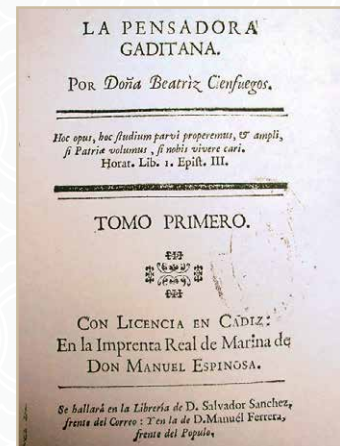 LA PENSADORA
GADITANA.
POR Doña Beatriz Cienfuegos.
Hoc opus, hoc ſtudium parvi properemus, & ampli,
ſi Patriæ volumus, ſi nobis vivere cari.
Horat. Lib. 1. Epiſt. III.
TOMO PRIMERO.
CON LICENCIA EN CADIZ:
En la Imprenta Real de Marina de
DON MANUEL ESPINOSA.
Se hallará en la Libreria de D. Salvador Sanchez,
frente del Correo: Y en la de D. Manuel Ferrera,
frente del Populo.